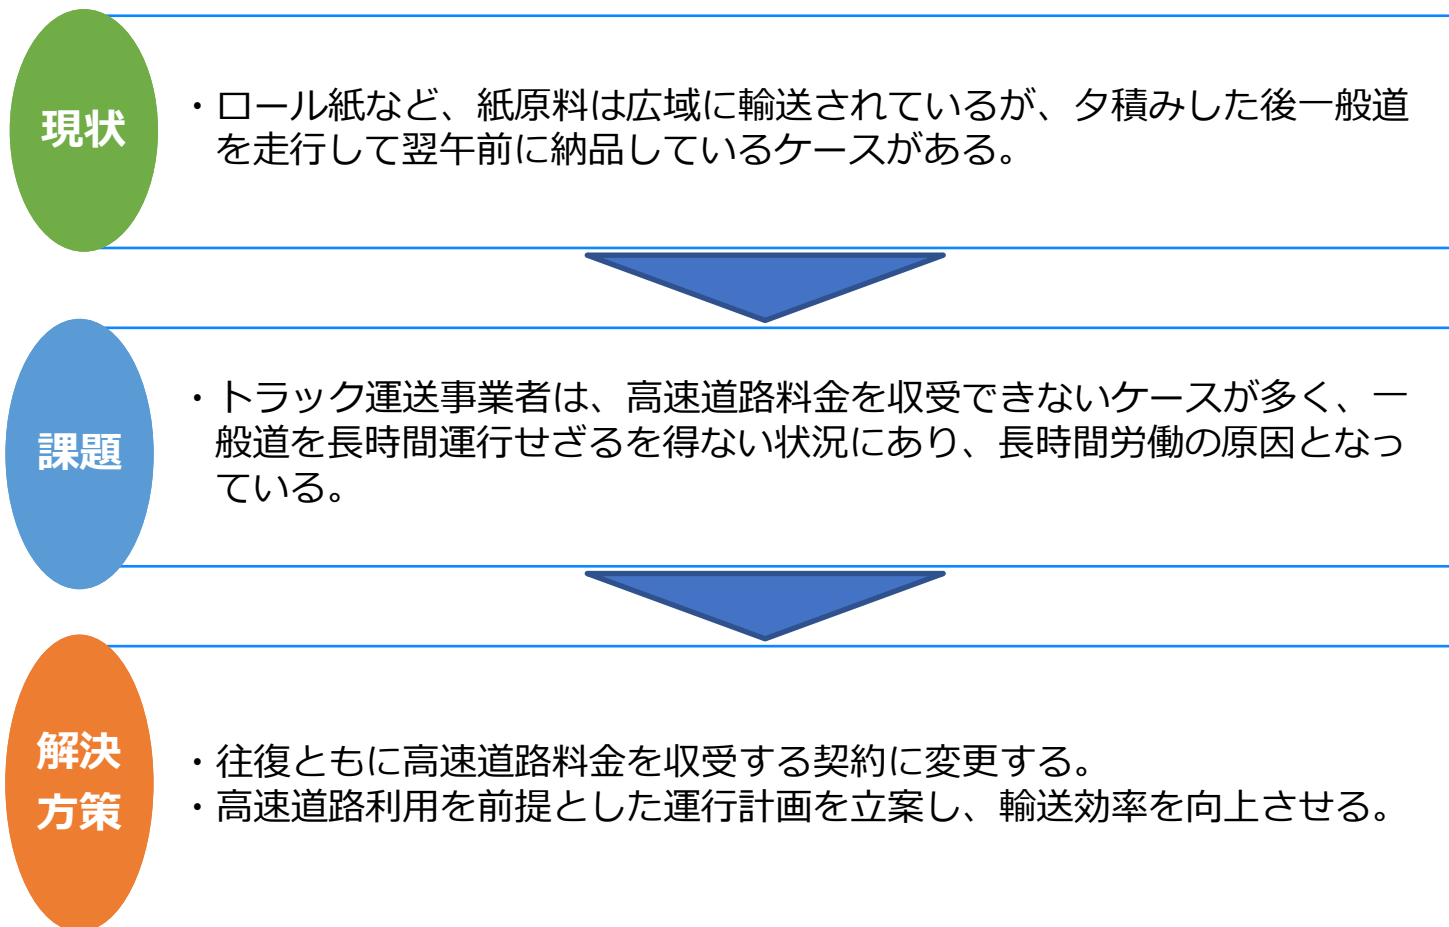 現状
・ロール紙など、紙原料は広域に輸送されているが、夕積みした後一般道
を走行して翌午前に納品しているケースがある。
課題
・トラック運送事業者は、高速道路料金を収受できないケースが多く、一
般道を長時間運行せざるを得ない状況にあり、長時間労働の原因となっ
ている。
解決
方策
・往復ともに高速道路料金を収受する契約に変更する。
・高速道路利用を前提とした運行計画を立案し、輸送効率を向上させる。